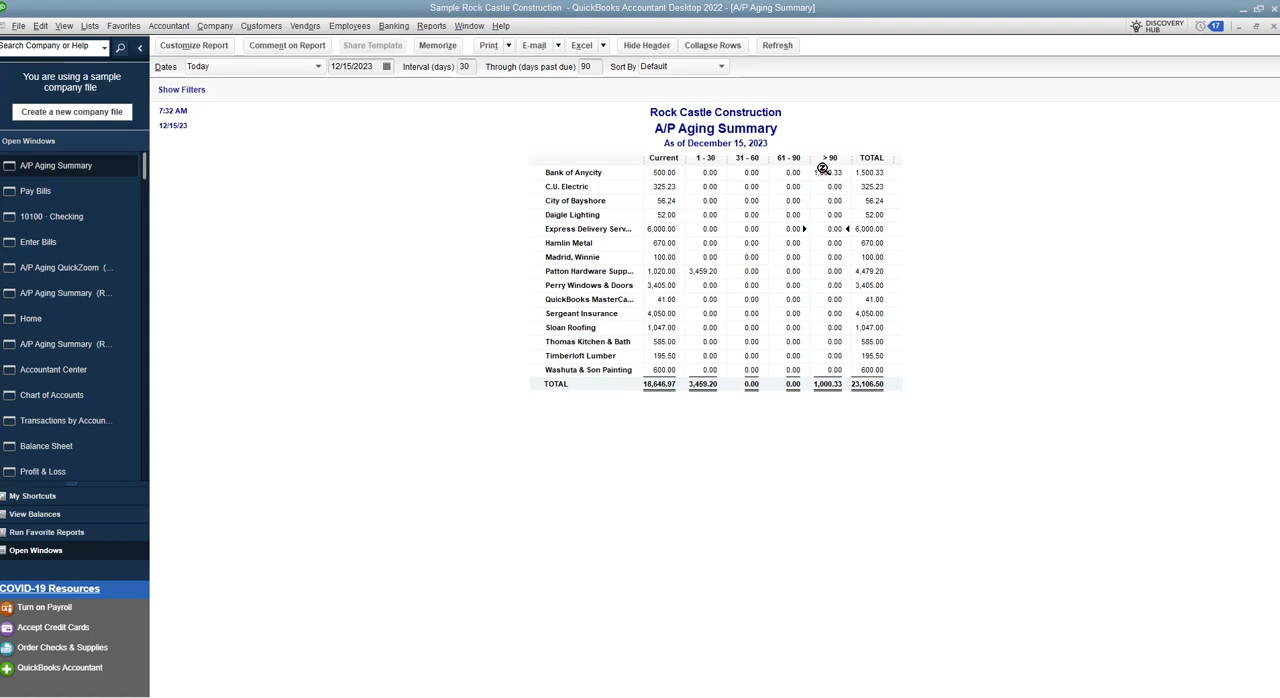 Sample Rock Castle Construction - QuickBooks Accountant Desktop 2022 - [A/P Aging Summary]
File Edit View Lists Favorites Accountant Company Customers Vendors Employees Banking Reports Window Help
DISCOVERY HUB 17
Search Company or Help
Customize Report Comment on Report Share Template Memorize Print E-mail Excel Hide Header Collapse Rows Refresh
Dates Today 12/15/2023 Interval (days) 30 Through (days past due) 90 Sort By Default
Show Filters
You are using a sample
company file
Create a new company file
Open Windows
A/P Aging Summary
Pay Bills
10100 · Checking
Enter Bills
A/P Aging QuickZoom (...
A/P Aging Summary (R...
Home
A/P Aging Summary (R...
Accountant Center
Chart of Accounts
Transactions by Accoun...
Balance Sheet
Profit & Loss
My Shortcuts
View Balances
Run Favorite Reports
Open Windows
COVID-19 Resources
Turn on Payroll
Accept Credit Cards
Order Checks & Supplies
QuickBooks Accountant
7:32 AM
12/15/23
Rock Castle Construction
A/P Aging Summary
As of December 15, 2023
Current 1 - 30 31 - 60 61 - 90 > 90 TOTAL
Bank of Anycity 500.00 0.00 0.00 0.00 1,500.33
C.U. Electric 325.23 0.00 0.00 0.00 0.00 325.23
City of Bayshore 56.24 0.00 0.00 0.00 0.00 56.24
Daigle Lighting 52.00 0.00 0.00 0.00 0.00 52.00
Express Delivery Serv... 6,000.00 0.00 0.00 0.00 0.00 6,000.00
Hamlin Metal 670.00 0.00 0.00 0.00 0.00 670.00
Madrid, Winnie 100.00 0.00 0.00 0.00 0.00 100.00
Patton Hardware Supp... 1,020.00 3,459.20 0.00 0.00 0.00 4,479.20
Perry Windows & Doors 3,405.00 0.00 0.00 0.00 0.00 3,405.00
QuickBooks MasterCa... 41.00 0.00 0.00 0.00 0.00 41.00
Sergeant Insurance 4,050.00 0.00 0.00 0.00 0.00 4,050.00
Sloan Roofing 1,047.00 0.00 0.00 0.00 0.00 1,047.00
Thomas Kitchen & Bath 585.00 0.00 0.00 0.00 0.00 585.00
Timberloft Lumber 195.50 0.00 0.00 0.00 0.00 195.50
Washuta & Son Painting 600.00 0.00 0.00 0.00 0.00 600.00
TOTAL 18,646.97 3,459.20 0.00 0.00 1,000.33 23,106.50